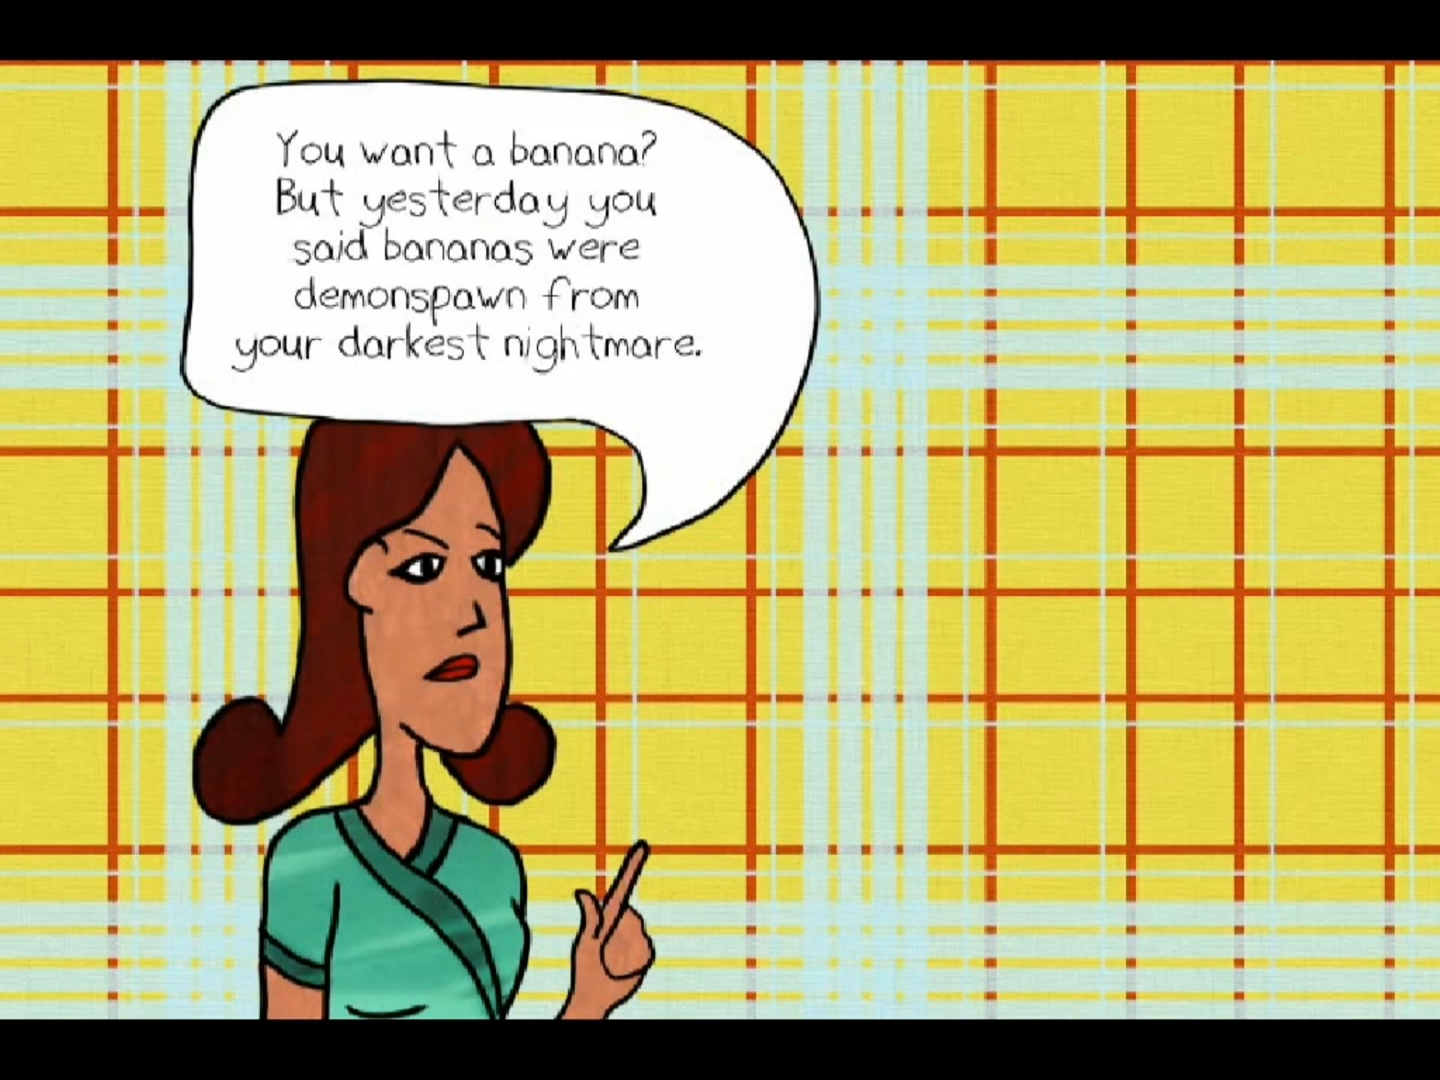 You want a banana?
But yesterday you
said bananas were
demonspawn from
your darkest nightmare.